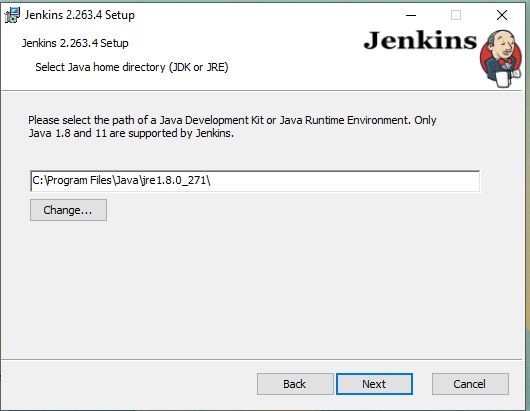 Jenkins 2.263.4 Setup
Jenkins 2.263.4 Setup
Jenkins
Select Java home directory (JDK or JRE)
Please select the path of a Java Development Kit or Java Runtime Environment. Only
Java 1.8 and 11 are supported by Jenkins.
C:\Program Files\Java\jre1.8.0_271\
Change...
Back
Next
Cancel